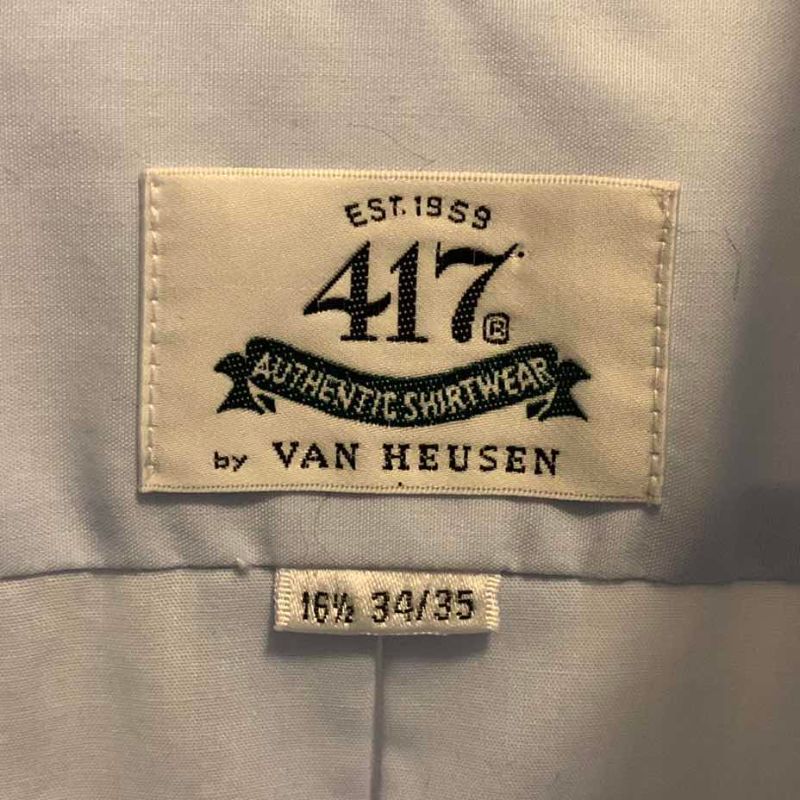 EST. 1959
417®
AUTHENTIC SHIRTWEAR
by VAN HEUSEN
16½ 34/35